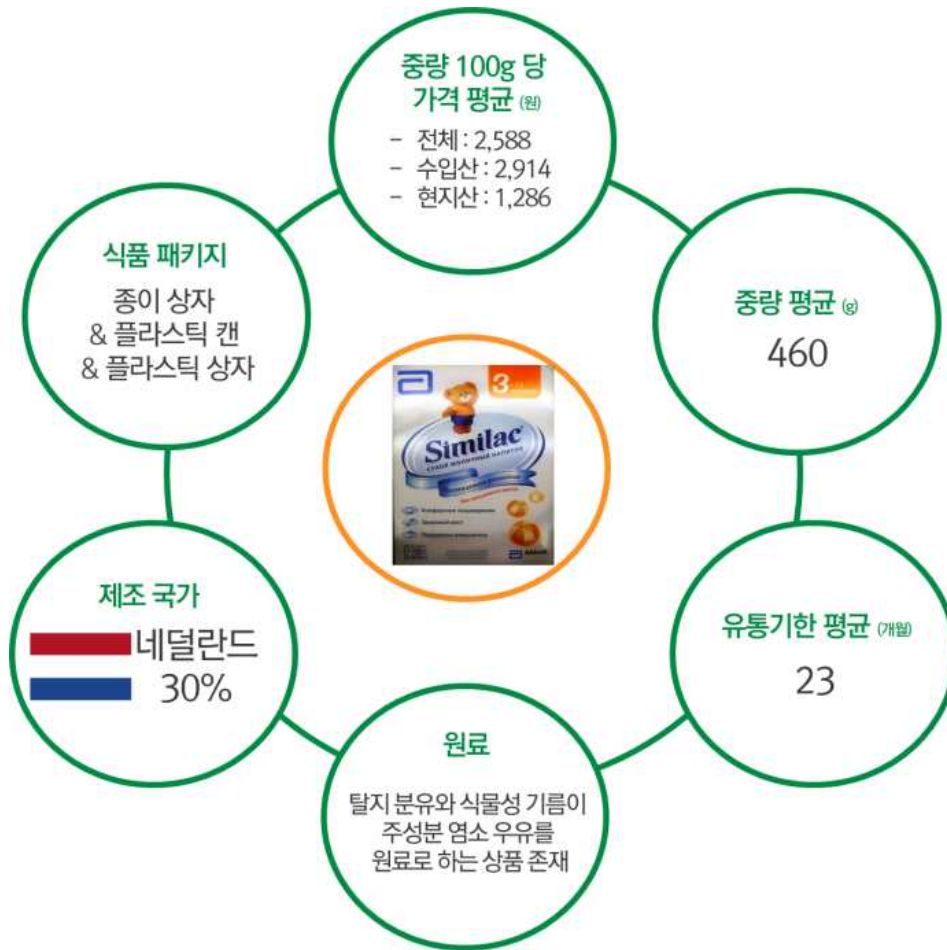 중량 100g 당
가격 평균 (원)
- 전체 : 2,588
- 수입산 : 2,914
- 현지산 : 1,286
식품 패키지
종이 상자
& 플라스틱 캔
& 플라스틱 상자
중량 평균 (g)
460
3
Similac
СУХОЙ МОЛОЧНЫЙ НАПИТОК
제조 국가
네덜란드
30%
유통기한 평균 (개월)
23
원료
탈지 분유와 식물성 기름이
주성분 염소 우유를
원료로 하는 상품 존재